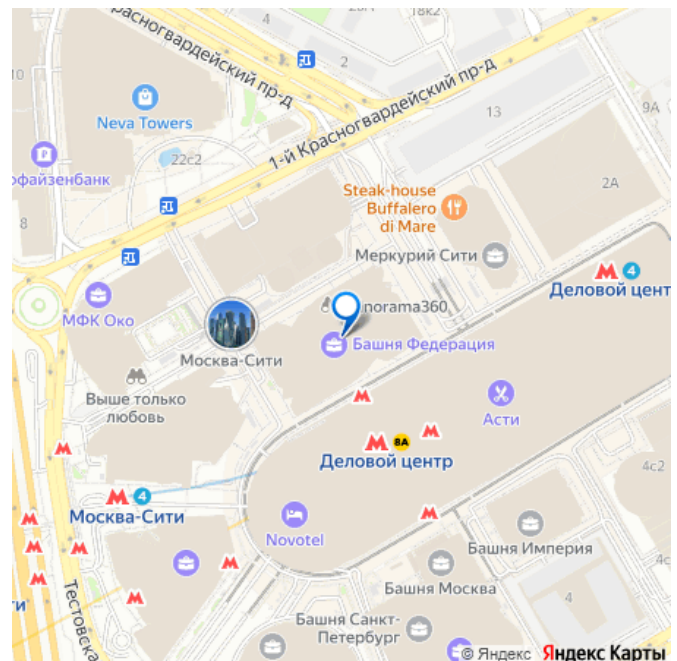 18к2
2
Красногвардейский пр-д
10
Neva Towers
13
9А
1-й Красногвардейский пр-д
22с2
офайзенбанк
Steak-house
Buffalero
di Mare
2А
8
Меркурий Сити
4
Деловой цент
МФК Око
norama360
Москва-Сити
Башня Федерация
Выше только
любовь
Асти
8А
Деловой центр
4с2
4
Москва-Сити
Novotel
Башня Империя
4с
Башня Москва
4
ти
Тестовска
Башня Санкт-
Петербург
© Яндекс Яндекс Карты